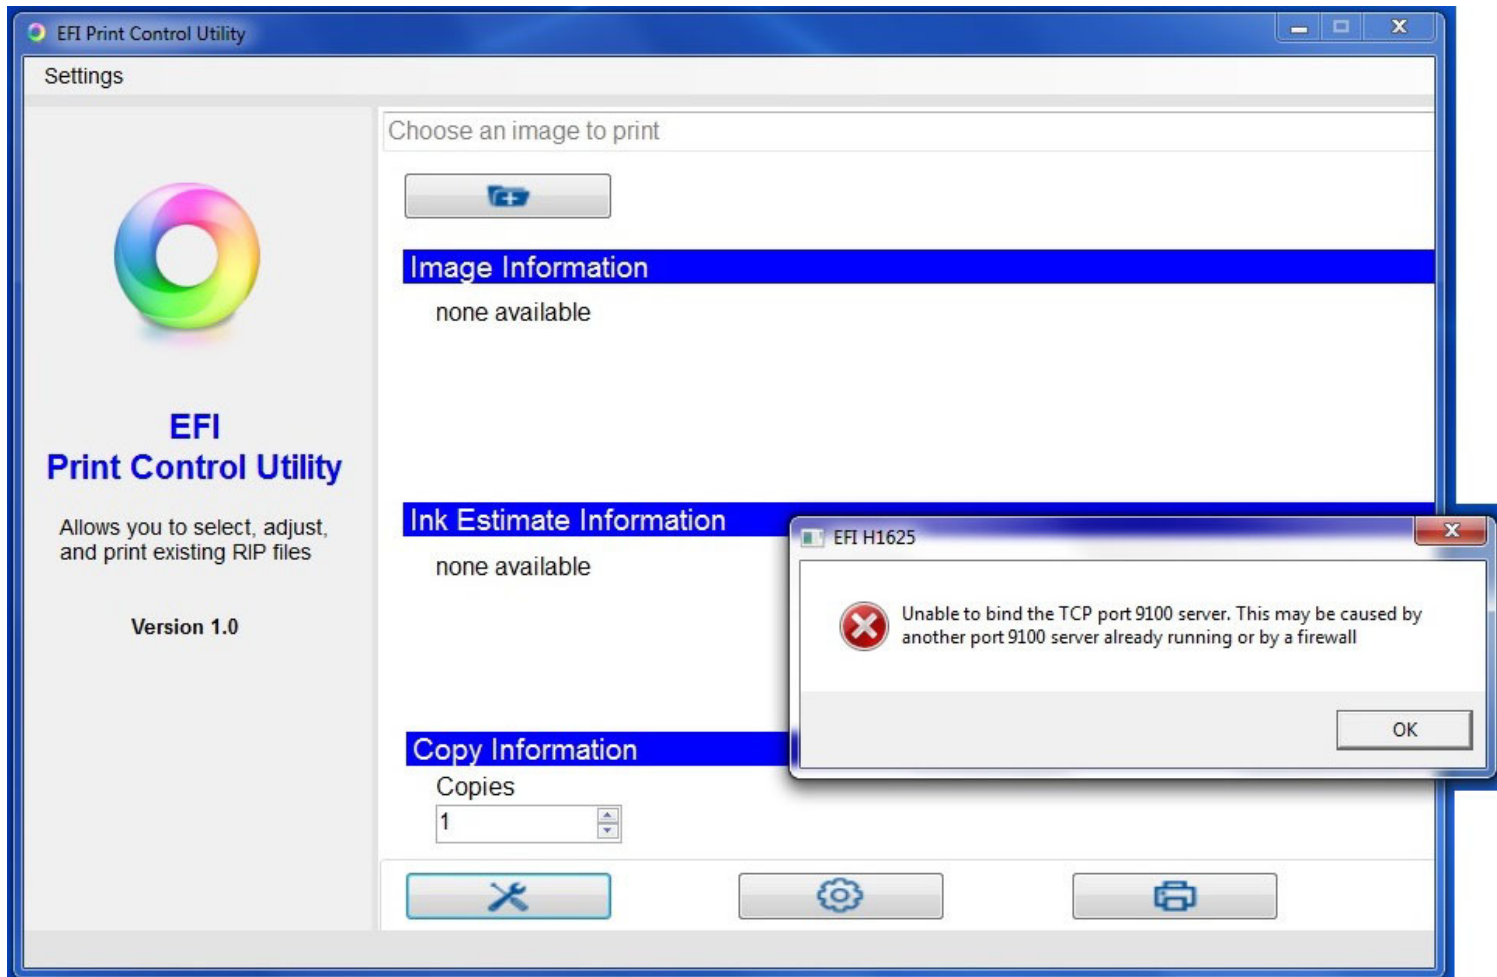 EFI Print Control Utility
Settings
Choose an image to print
Image Information
none available
EFI
Print Control Utility
Allows you to select, adjust,
and print existing RIP files
Version 1.0
Ink Estimate Information
none available
EFI H1625
Unable to bind the TCP port 9100 server. This may be caused by
another port 9100 server already running or by a firewall
OK
Copy Information
Copies
1